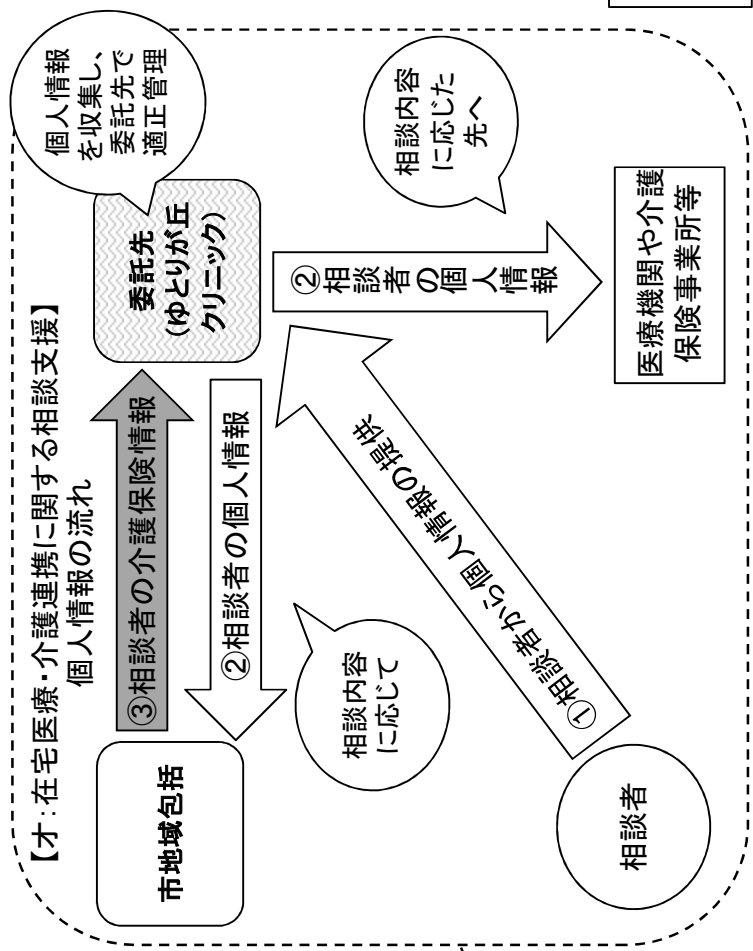 【オ：在宅医療・介護連携に関する相談支援】
個人情報の流れ
市地域包括
③相談者の介護保険情報
②相談者の個人情報
委託先
(ゆとりが丘
クリニック)
個人情報
を収集し、
委託先で
適正管理
相談内容
に応じて
①相談者から個人情報の提供
②相談者の個人情報
相談内容
に応じた
先へ
相談者
医療機関や介護
保険事業所等